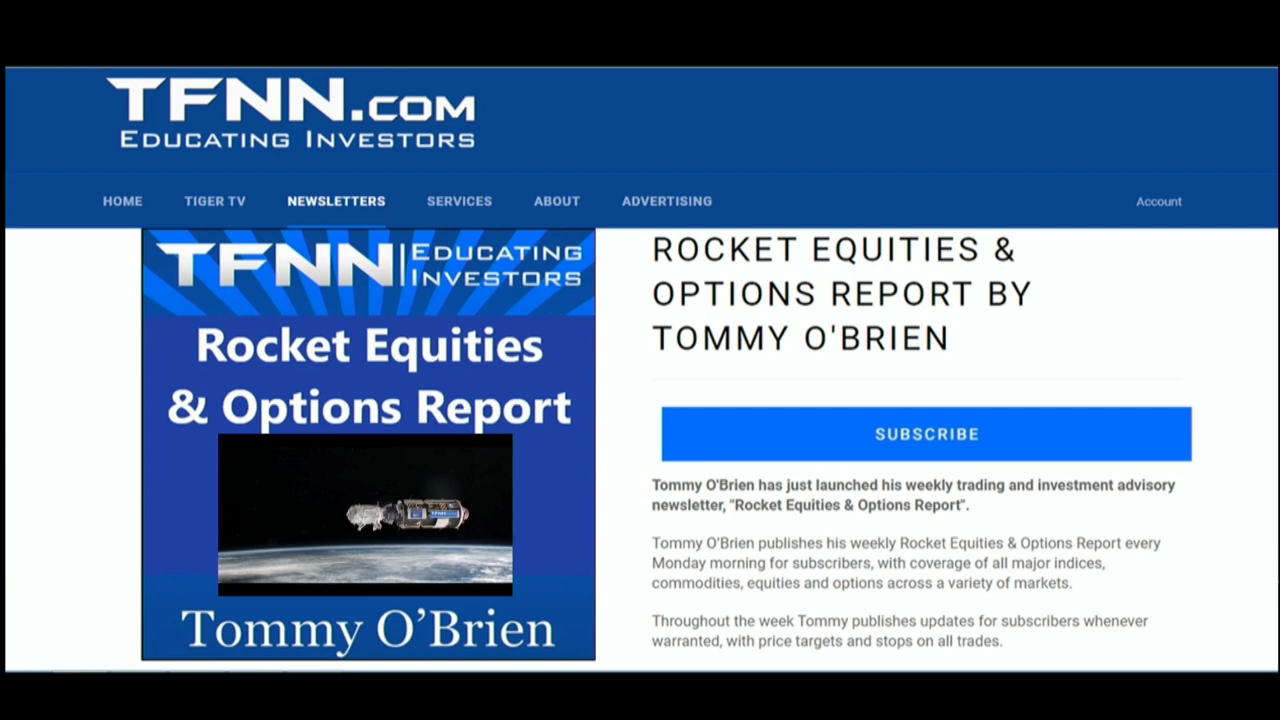 TFNN.COM
EDUCATING INVESTORS
HOME TIGER TV NEWSLETTERS SERVICES ABOUT ADVERTISING Account
TFNN EDUCATING
INVESTORS
Rocket Equities
& Options Report
TFNN
Tommy O'Brien
ROCKET EQUITIES &
OPTIONS REPORT BY
TOMMY O'BRIEN
SUBSCRIBE
Tommy O'Brien has just launched his weekly trading and investment advisory
newsletter, "Rocket Equities & Options Report".
Tommy O'Brien publishes his weekly Rocket Equities & Options Report every
Monday morning for subscribers, with coverage of all major indices,
commodities, equities and options across a variety of markets.
Throughout the week Tommy publishes updates for subscribers whenever
warranted, with price targets and stops on all trades.